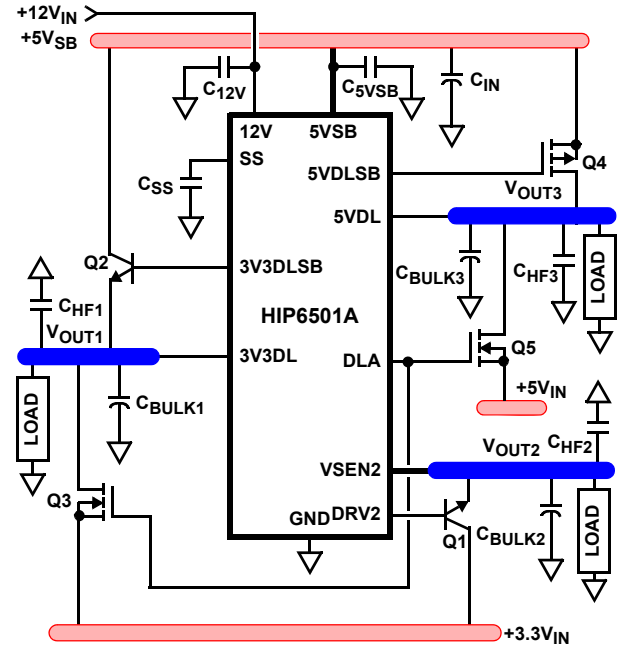 +12VIN
+5VSB
C12V
C5VSB
CIN
12V
5VSB
SS
CSS
5VDLSB
Q4
VOUT3
5VDL
Q2
3V3DLSB
CBULK3
CHF3
LOAD
CHF1
HIP6501A
VOUT1
3V3DL
DLA
Q5
+5VIN
LOAD
CBULK1
VOUT2
CHF2
VSEN2
Q3
GND
DRV2
Q1
CBULK2
LOAD
+3.3VIN